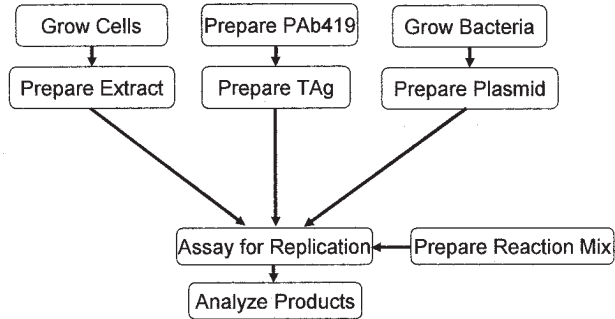 Grow Cells
Prepare PAb419
Grow Bacteria
Prepare Extract
Prepare TAg
Prepare Plasmid
Assay for Replication
Prepare Reaction Mix
Analyze Products